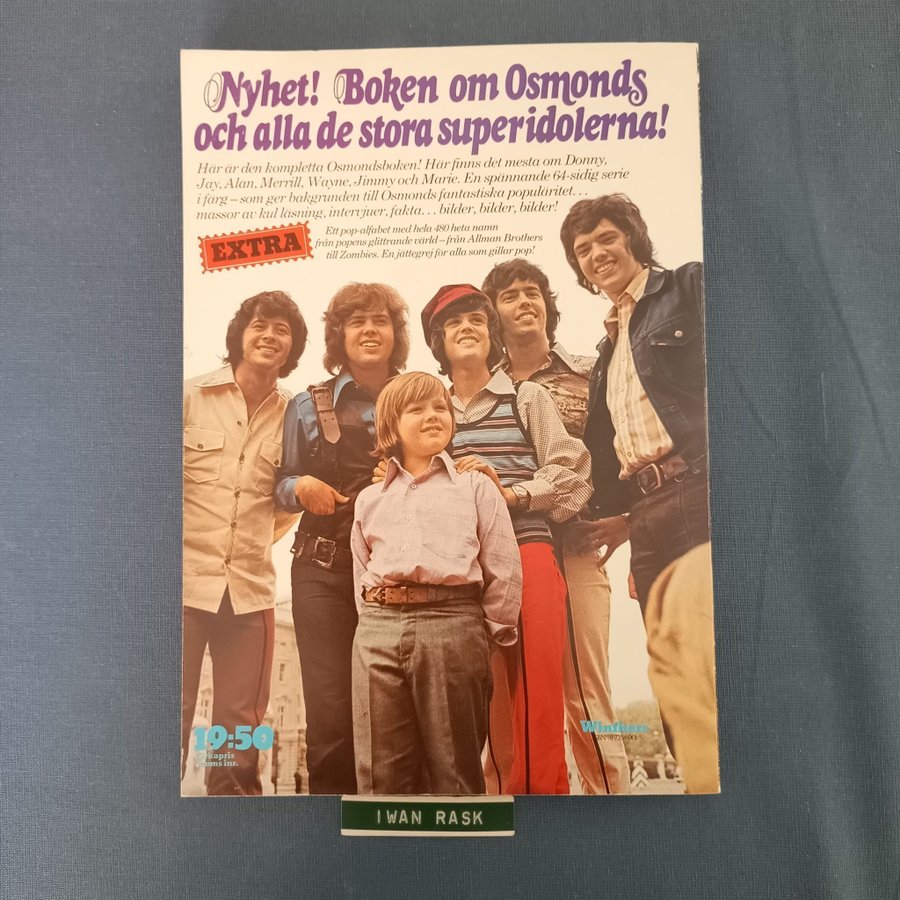 Nyhet! Boken om Osmonds
och alla de stora superidolerna!
Här är den kompletta Osmondsboken! Här finns det mesta om Donny,
Jay, Alan, Merrill, Wayne, Jimmy och Marie. En spännande 64-sidig serie
i färg – som ger bakgrunden till Osmonds fantastiska popularitet...
massor av kul läsning, intervjuer, fakta... bilder, bilder, bilder!
EXTRA
Ett pop-alfabet med hela 480 heta namn
från popens glittrande värld – från Allman Brothers
till Zombies. En jättegrej för alla som gillar pop!
19:50
Cirkapris
moms inr.
Winthers
IWAN RASK